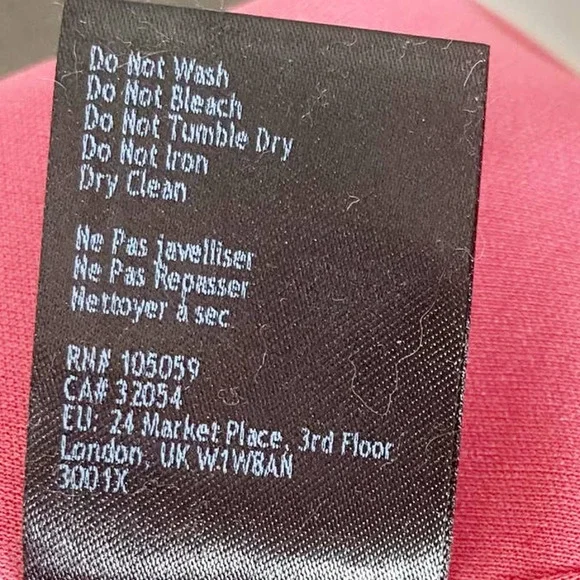 Do Not Wash
Do Not Bleach
Do Not Tumble Dry
Do Not Iron
Dry Clean
Ne Pas javelliser
Ne Pas Repasser
Nettoyer à sec
RN# 105059
CA# 32054
EU: 24 Market Place, 3rd Floor
London, UK W1W8AN
3001X